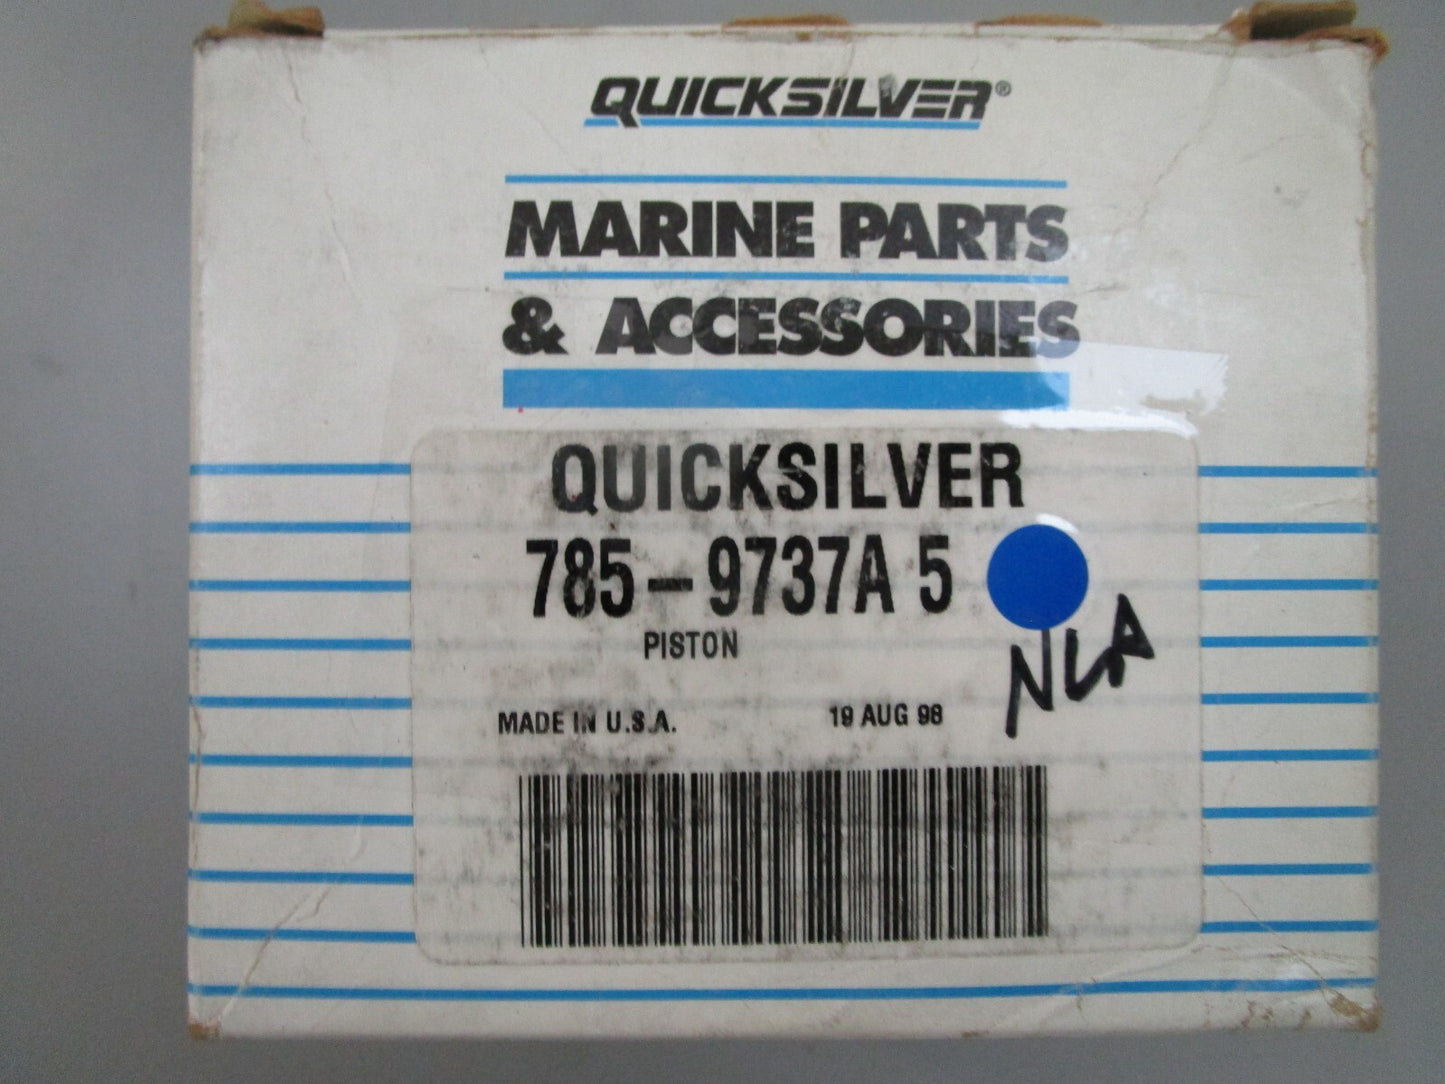 QUICKSILVER®
MARINE PARTS
& ACCESSORIES
QUICKSILVER
785-9737A 5
PISTON
NLA
MADE IN U.S.A. 19 AUG 98